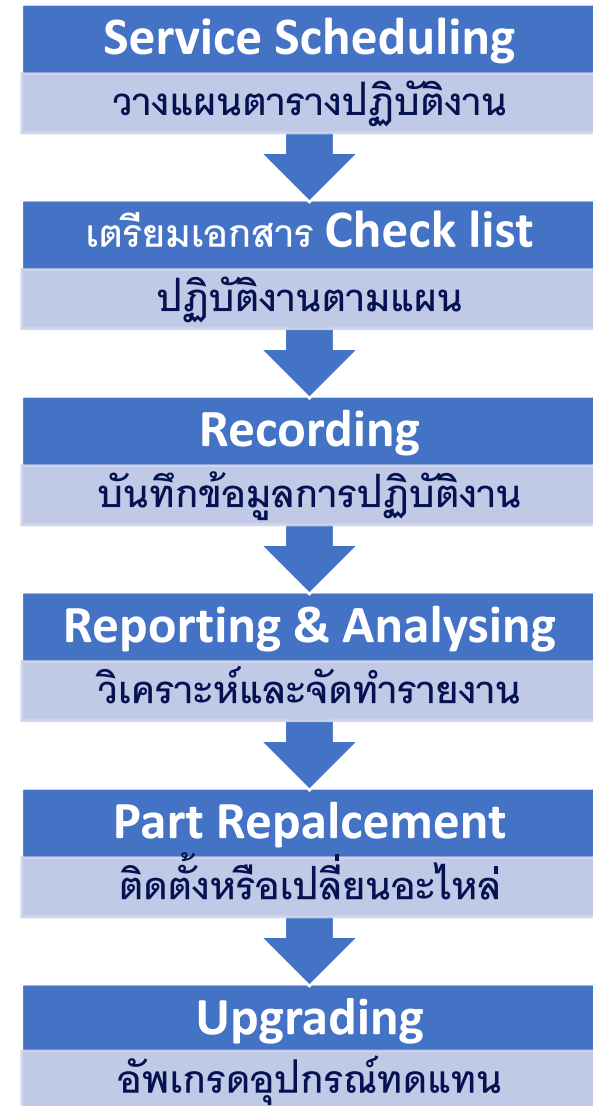 Service Scheduling
วางแผนตารางปฏิบัติงาน
เตรียมเอกสาร Check list
ปฏิบัติงานตามแผน
Recording
บันทึกข้อมูลการปฏิบัติงาน
Reporting & Analysing
วิเคราะห์และจัดทำรายงาน
Part Repalcement
ติดตั้งหรือเปลี่ยนอะไหล่
Upgrading
อัพเกรดอุปกรณ์ทดแทน